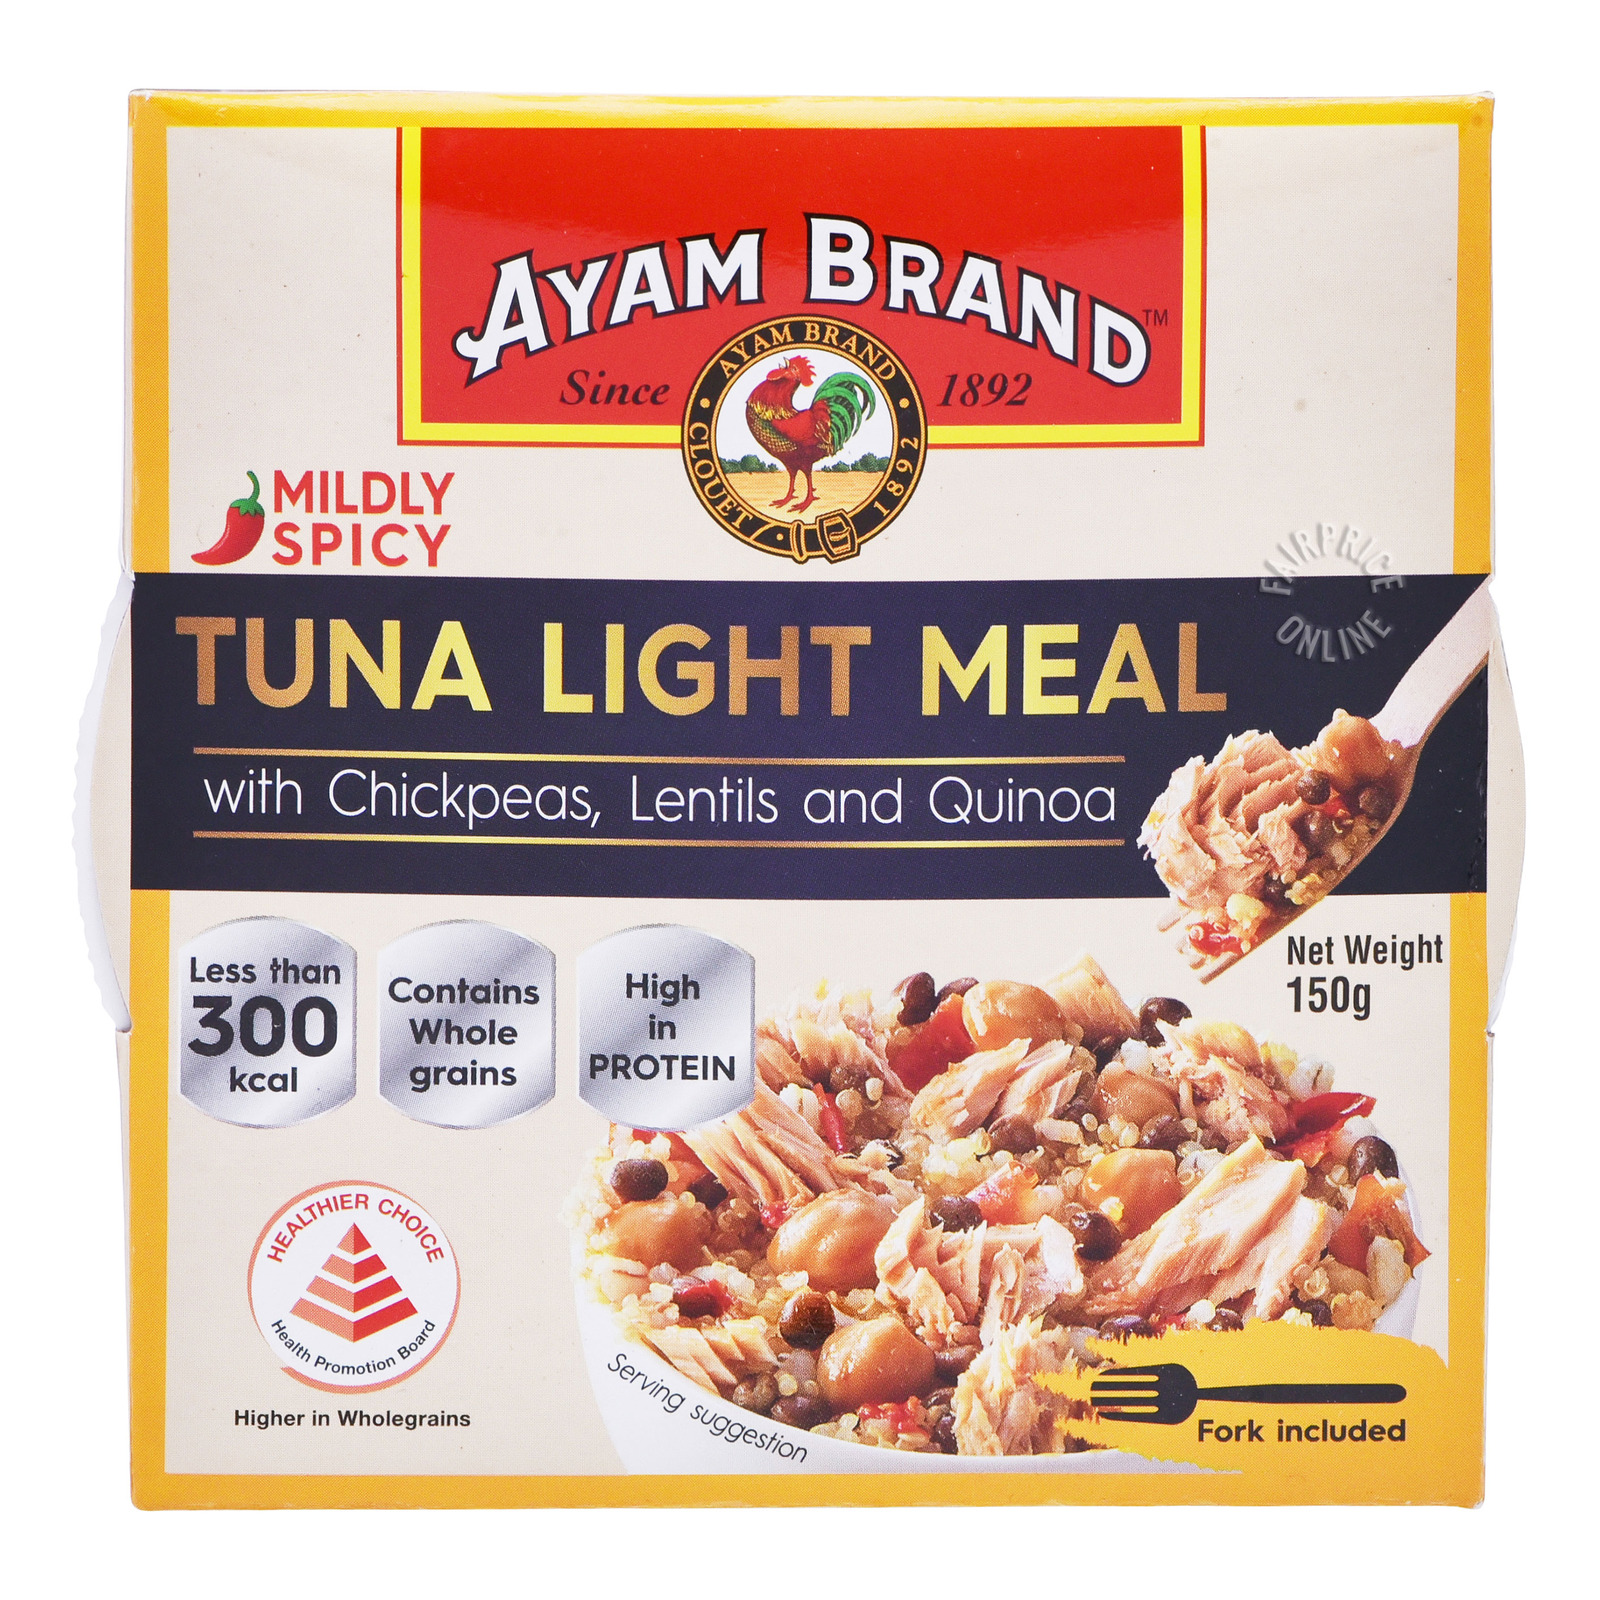 AYAM BRAND™
Since 1892
AYAM BRAND
CLOUET 1892
MILDLY
SPICY
FAIRPRICE
ONLINE
TUNA LIGHT MEAL
with Chickpeas, Lentils and Quinoa
Less than
300
kcal
Contains
Whole
grains
High
in
PROTEIN
Net Weight
150g
HEALTHIER CHOICE
Health Promotion Board
Higher in Wholegrains
Serving suggestion
Fork included